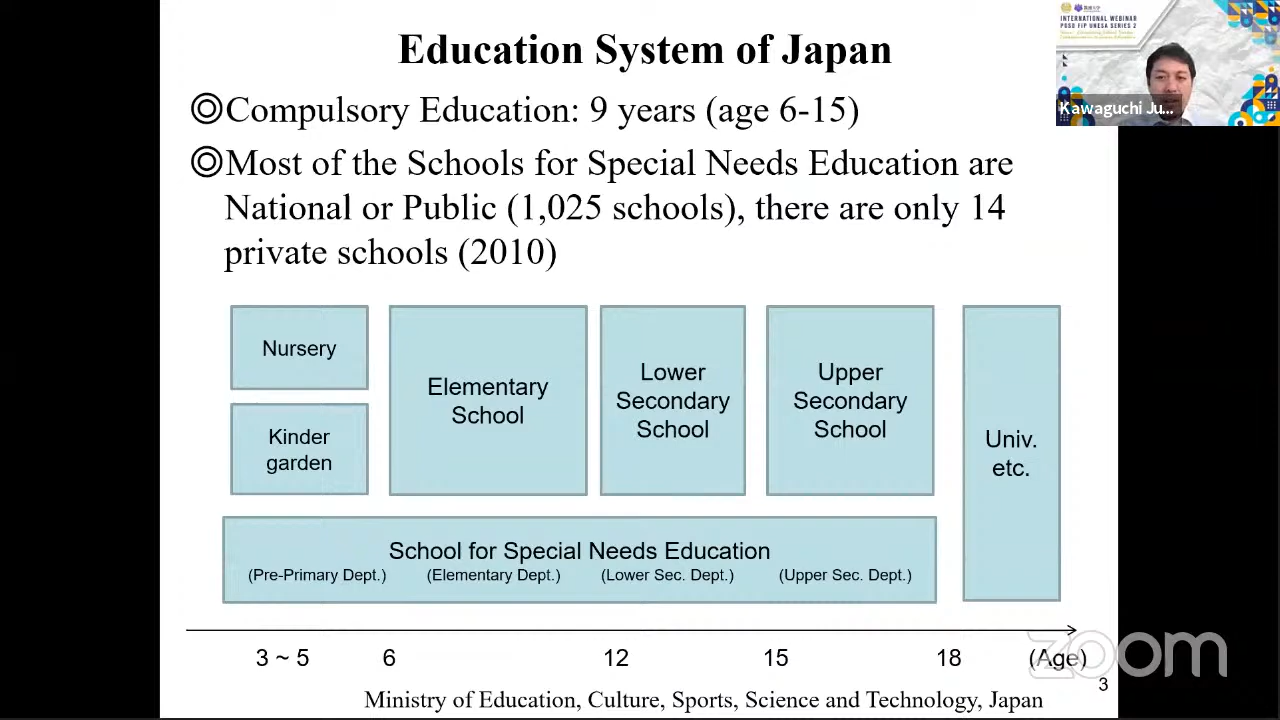 Education System of Japan
◎Compulsory Education: 9 years (age 6-15)
◎Most of the Schools for Special Needs Education are
National or Public (1,025 schools), there are only 14
private schools (2010)
Nursery
Kinder
garden
Elementary
School
Lower
Secondary
School
Upper
Secondary
School
Univ.
etc.
School for Special Needs Education
(Pre-Primary Dept.) (Elementary Dept.) (Lower Sec. Dept.) (Upper Sec. Dept.)
3 ~ 5 6 12 15 18 (Age)
Ministry of Education, Culture, Sports, Science and Technology, Japan
3
zoom
INTERNATIONAL WEBINAR
PGSD FIP UNESA SERIES 2
Kawaguchi Ju...